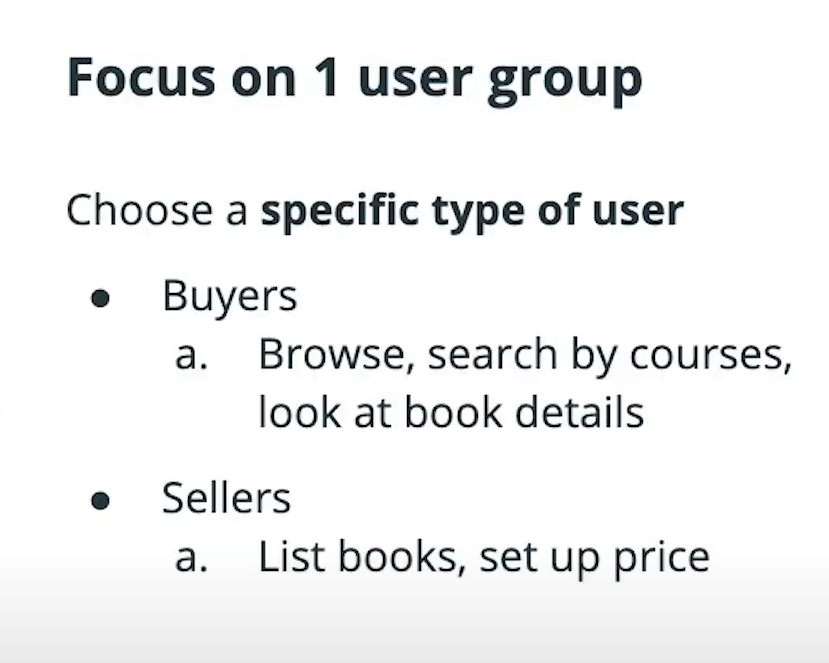 Focus on 1 user group
Choose a specific type of user
● Buyers
a. Browse, search by courses,
look at book details
● Sellers
a. List books, set up price